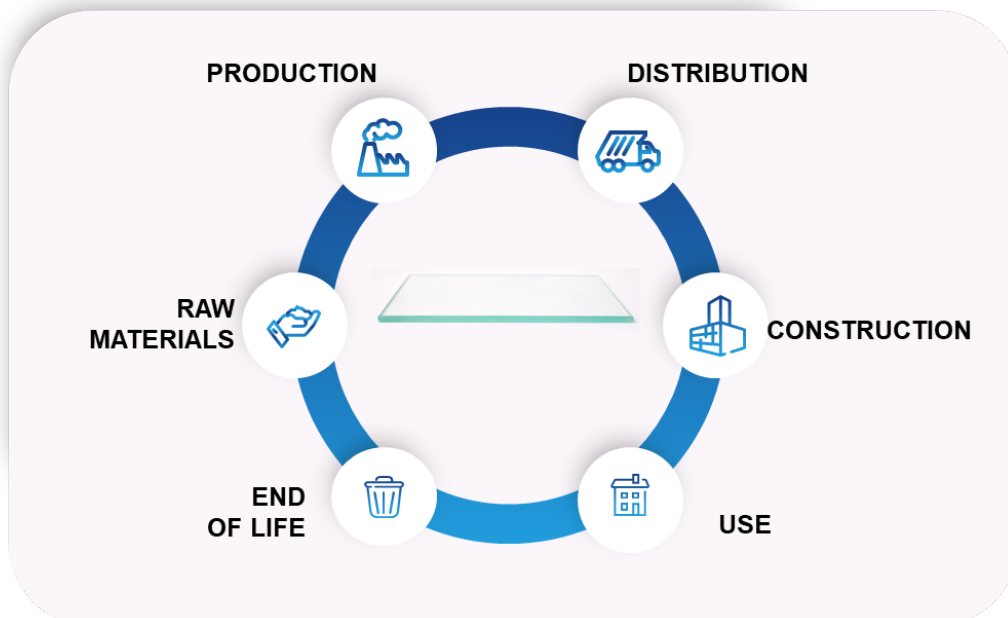 PRODUCTION
DISTRIBUTION
RAW
MATERIALS
CONSTRUCTION
END
OF LIFE
USE